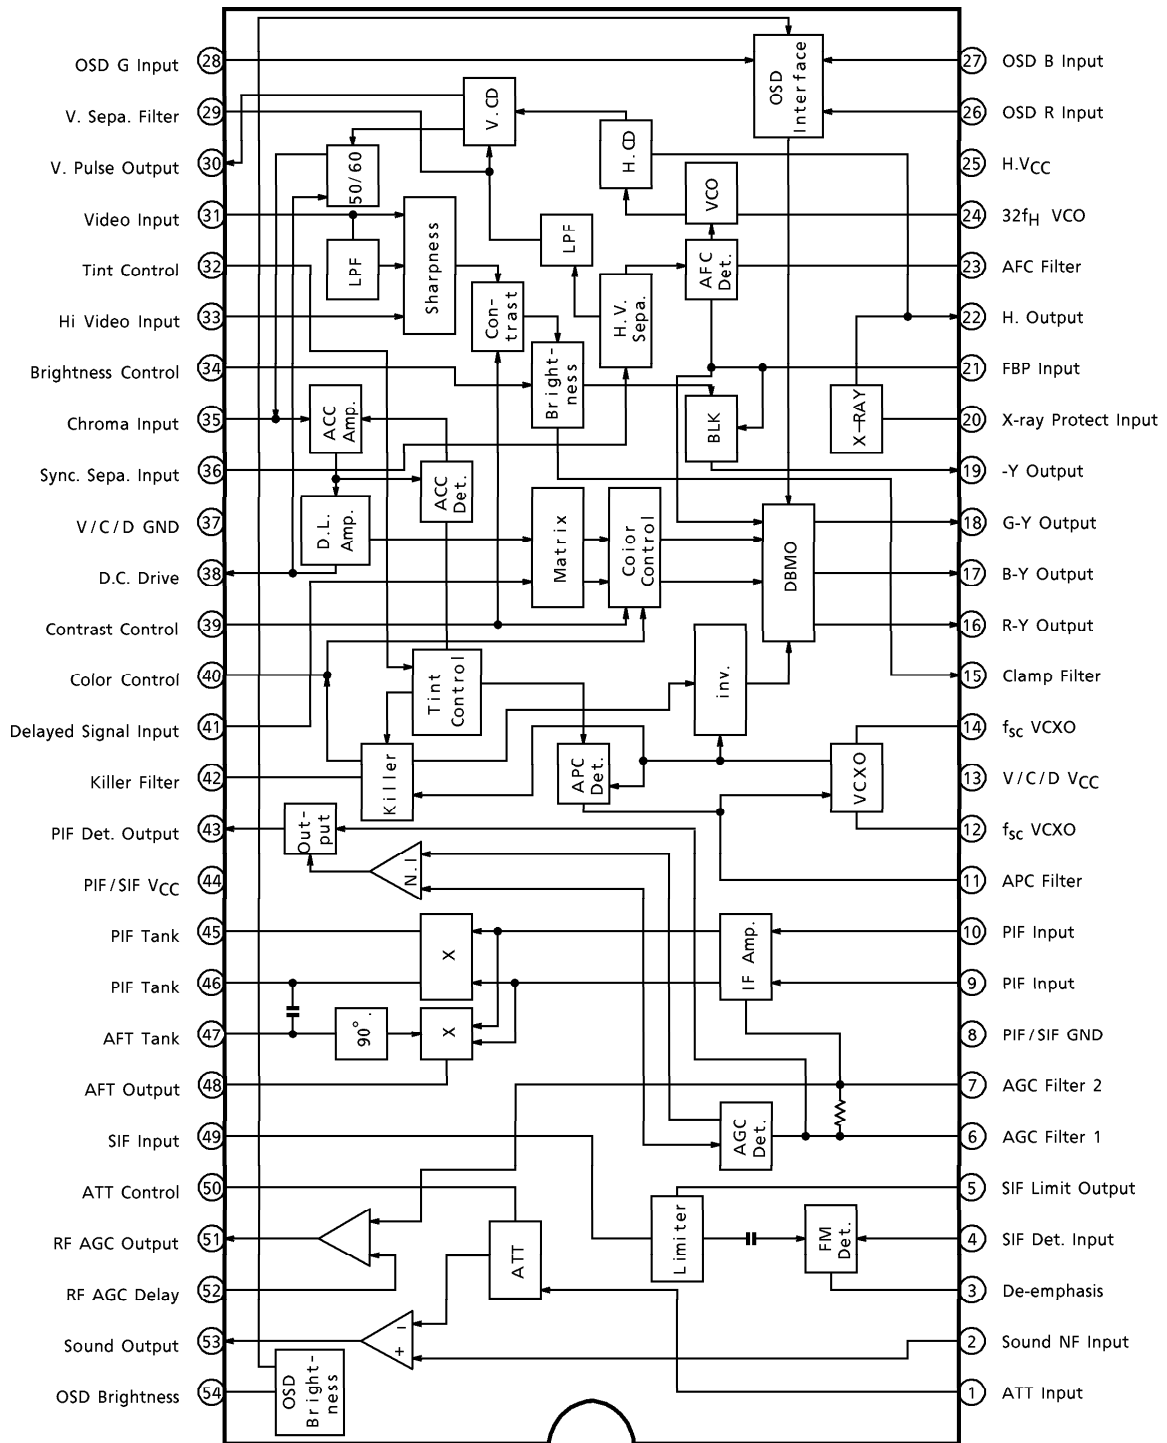 OSD G Input 28
V. Sepa. Filter 29
V. Pulse Output 30
Video Input 31
Tint Control 32
Hi Video Input 33
Brightness Control 34
Chroma Input 35
Sync. Sepa. Input 36
V/C/D GND 37
D.C. Drive 38
Contrast Control 39
Color Control 40
Delayed Signal Input 41
Killer Filter 42
PIF Det. Output 43
PIF/SIF VCC 44
PIF Tank 45
PIF Tank 46
AFT Tank 47
AFT Output 48
SIF Input 49
ATT Control 50
RF AGC Output 51
RF AGC Delay 52
Sound Output 53
OSD Brightness 54
OSD
Interface
V.CD
H.CD
50/60
VCO
LPF
Sharpness
LPF
AFC
Det.
H.V.
Sepa.
Con-
trast
Bright-
ness
ACC
Amp.
BLK
X-RAY
ACC
Det.
D.L.
Amp.
Matrix
Coior
Control
DBMO
Tint
Control
inv.
Killer
APC
Det.
VCXO
Out-
put
N.I
X
IF Amp.
90°.
X
AGC
Det.
Limiter
FM
Det.
ATT
+ −
OSD
Bright-
ness
27 OSD B Input
26 OSD R Input
25 H.VCC
24 32fH VCO
23 AFC Filter
22 H. Output
21 FBP Input
20 X-ray Protect Input
19 -Y Output
18 G-Y Output
17 B-Y Output
16 R-Y Output
15 Clamp Filter
14 fsc VCXO
13 V/C/D VCC
12 fsc VCXO
11 APC Filter
10 PIF Input
9 PIF Input
8 PIF/SIF GND
7 AGC Filter 2
6 AGC Filter 1
5 SIF Limit Output
4 SIF Det. Input
3 De-emphasis
2 Sound NF Input
1 ATT Input